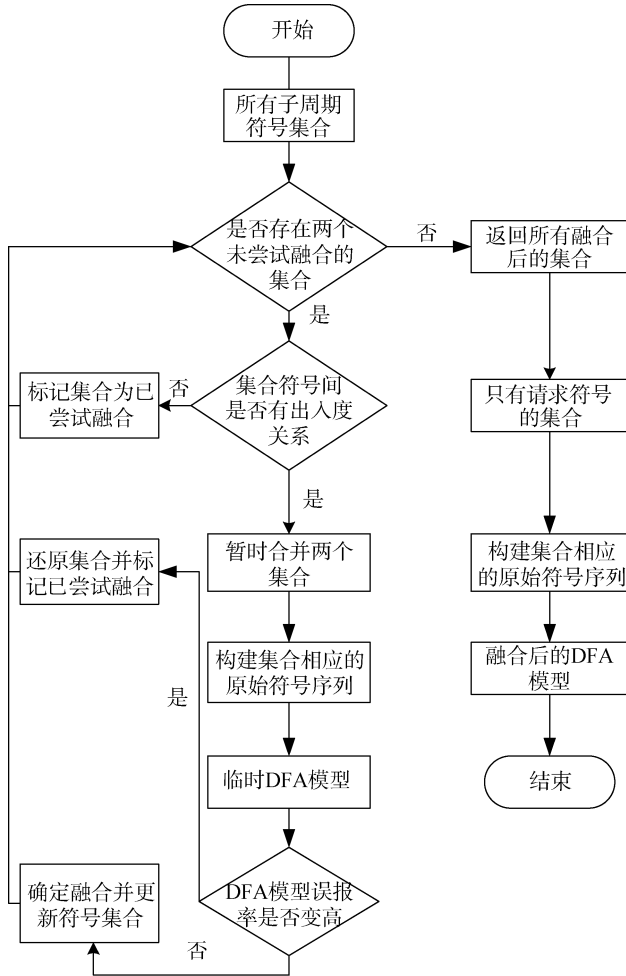 开始
所有子周期
符号集合
是否存在两个
未尝试融合的
集合
否
返回所有融合
后的集合
是
标记集合为已
尝试融合
否
集合符号间
是否有出入度
关系
只有请求符号
的集合
是
还原集合并标
记已尝试融合
暂时合并两个
集合
构建集合相应
的原始符号序列
构建集合相应的
原始符号序列
融合后的DFA
模型
是
临时DFA模型
结束
确定融合并更
新符号集合
DFA模型误报
率是否变高
否